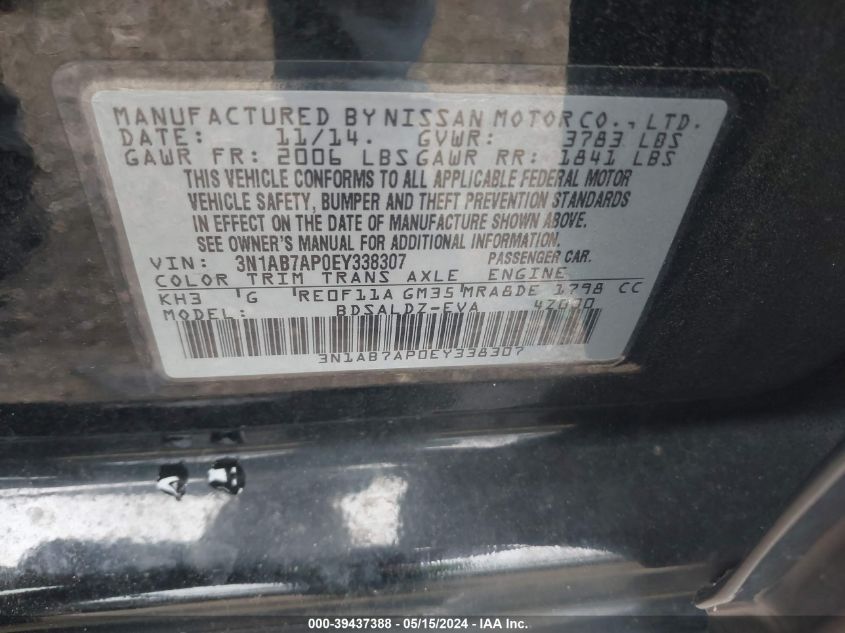 MANUFACTURED BY NISSAN MOTOR CO., LTD.
DATE: 11/14. GVWR: 3783 LBS
GAWR FR: 2006 LBS GAWR RR: 1841 LBS
THIS VEHICLE CONFORMS TO ALL APPLICABLE FEDERAL MOTOR
VEHICLE SAFETY, BUMPER AND THEFT PREVENTION STANDARDS
IN EFFECT ON THE DATE OF MANUFACTURE SHOWN ABOVE.
SEE OWNER'S MANUAL FOR ADDITIONAL INFORMATION.
VIN: 3N1AB7AP0EY338307 PASSENGER CAR.
COLOR TRIM TRANS AXLE ENGINE
KH3 G RE0F11A GM35 MRA8DE 1798 CC
MODEL: BDSALDZ-EVA
3N1AB7AP0EY338307
000-39437388 - 05/15/2024 - IAA Inc.